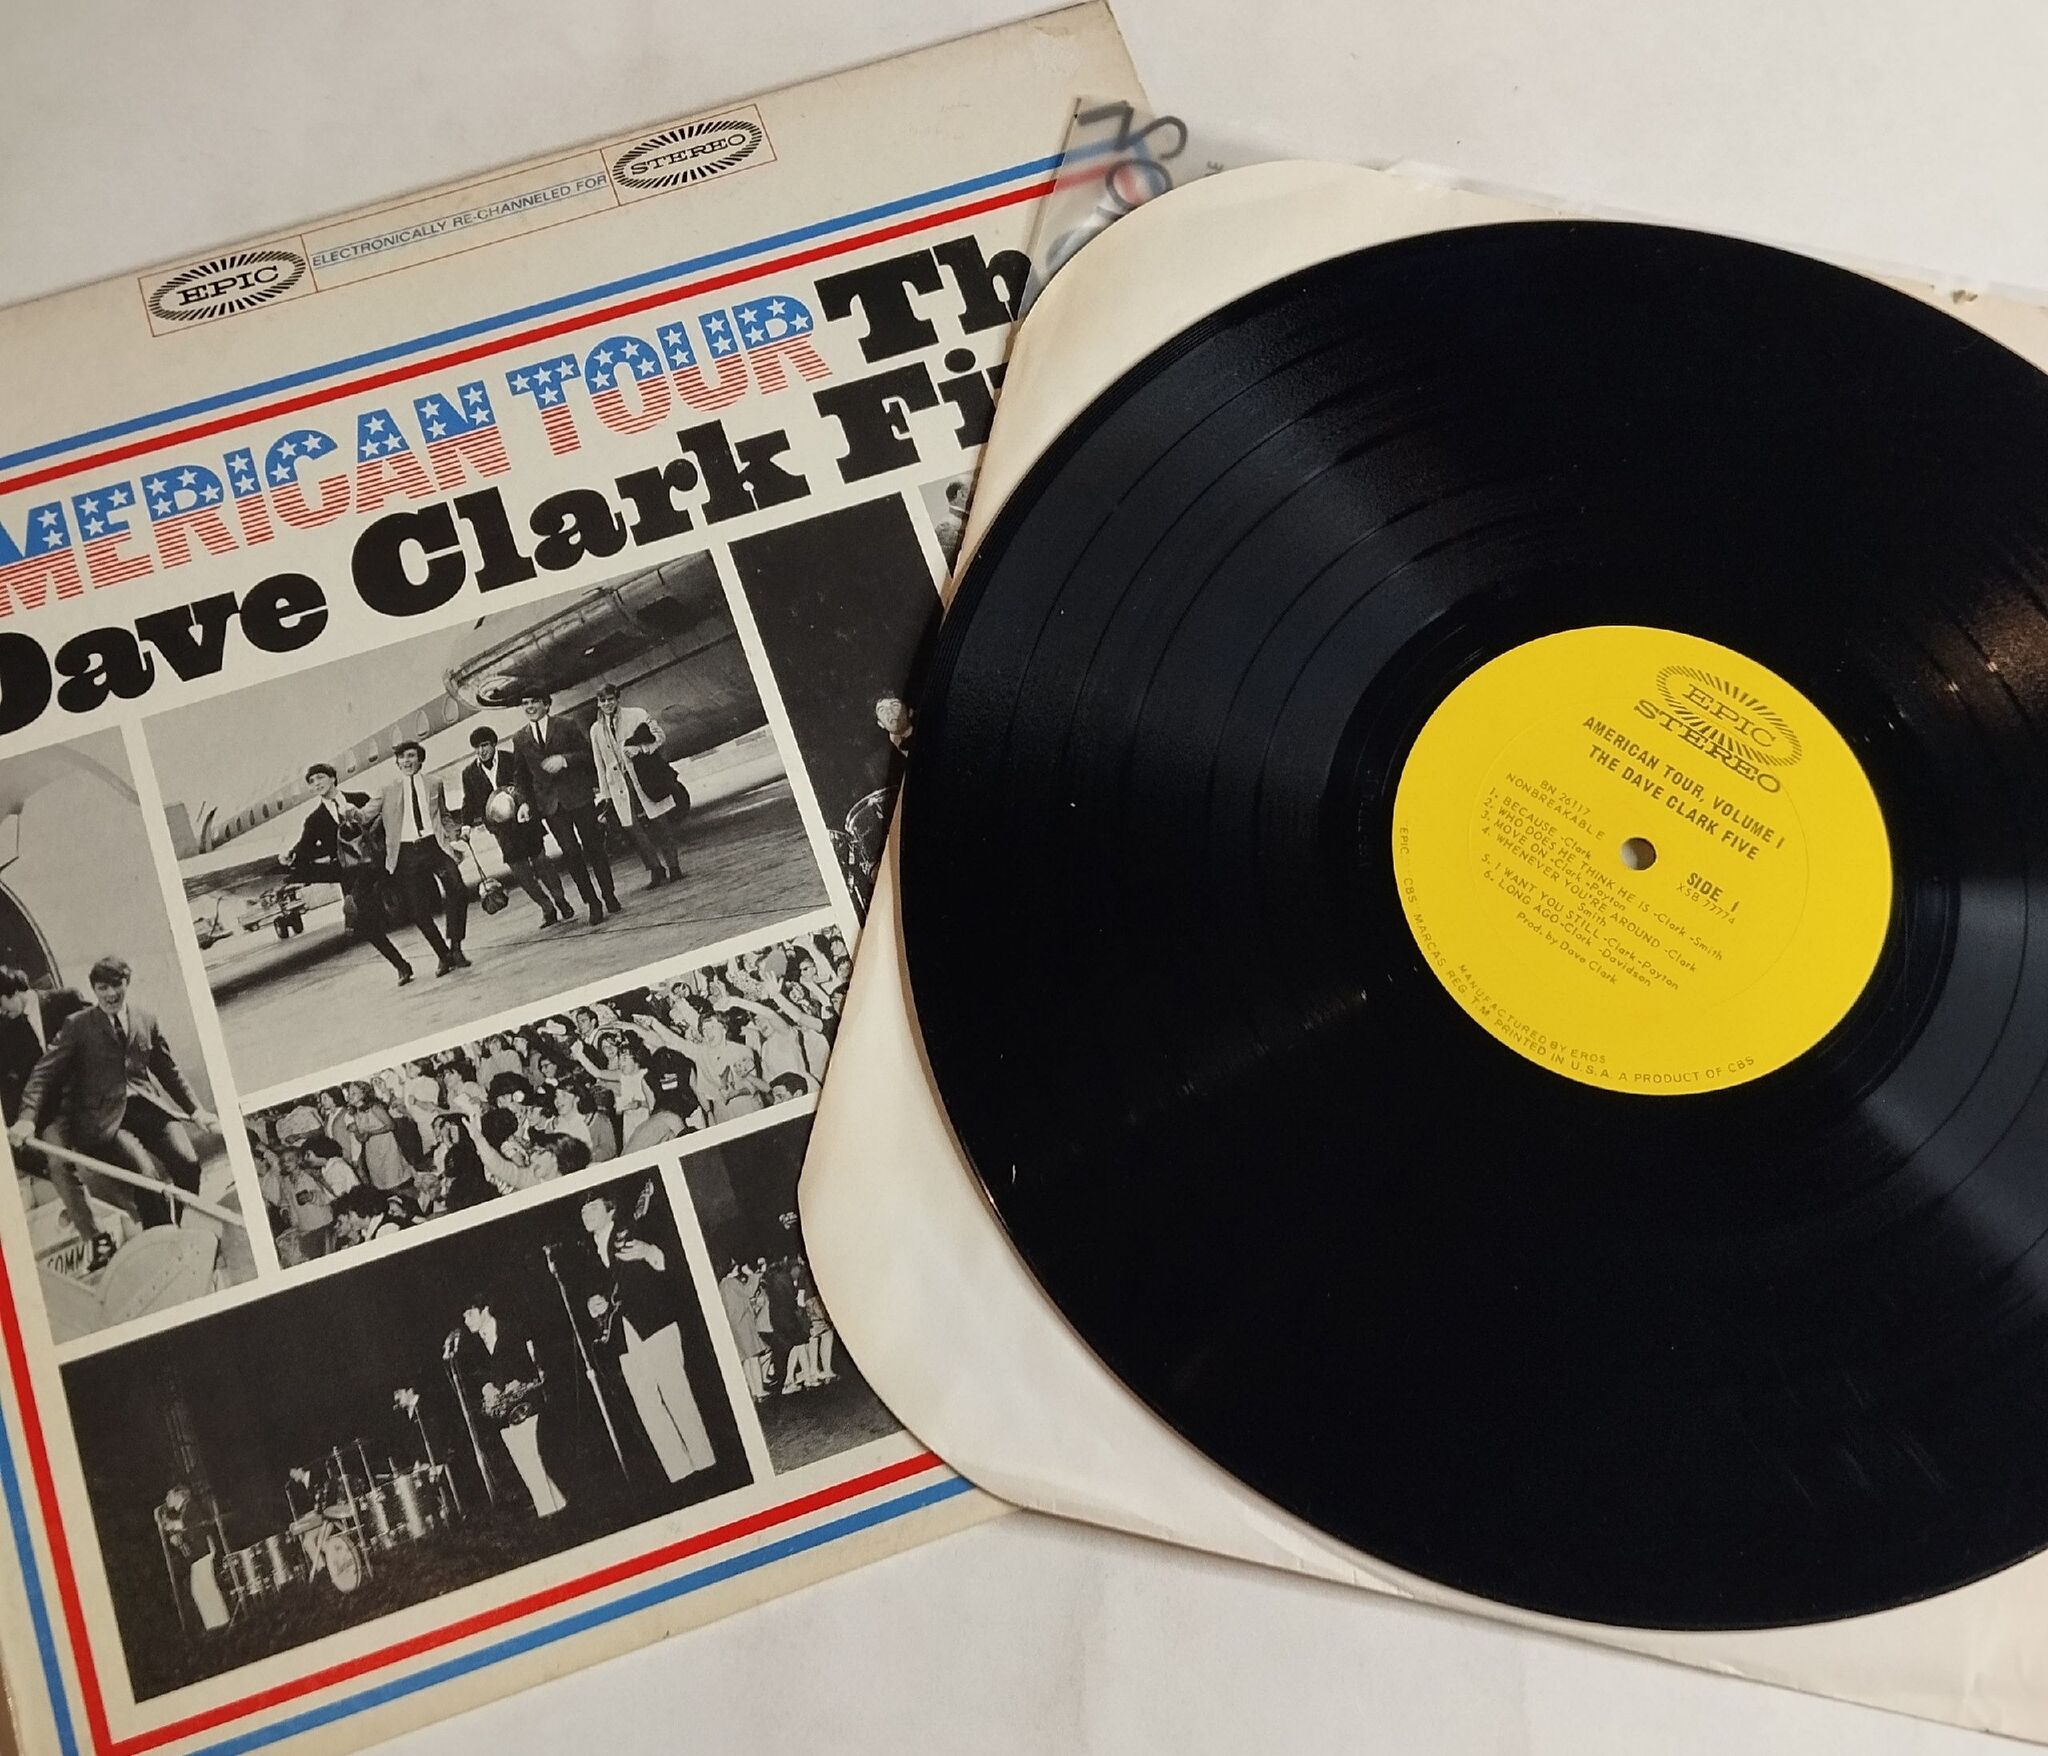 EPIC
ELECTRONICALLY RE-CHANNELED FOR
STEREO
MERICAN TOUR Th
Dave Clark Fi
COMM
EPIC
STEREO
AMERICAN TOUR, VOLUME I
THE DAVE CLARK FIVE
BN 26117
NONBREAKABLE
SIDE 1
XSB 77774
1. BECAUSE -Clark
2. WHO DOES HE THINK HE IS -Clark -Smith
3. MOVE ON -Clark -Payton
4. WHENEVER YOU'RE AROUND -Clark
Smith
5. I WANT YOU STILL -Clark -Payton
6. LONG AGO -Clark -Davidson
Prod. by Dave Clark
"EPIC," CBS: MARCAS REG. T.M. PRINTED IN U.S.A. A PRODUCT OF CBS
MANUFACTURED BY EROS